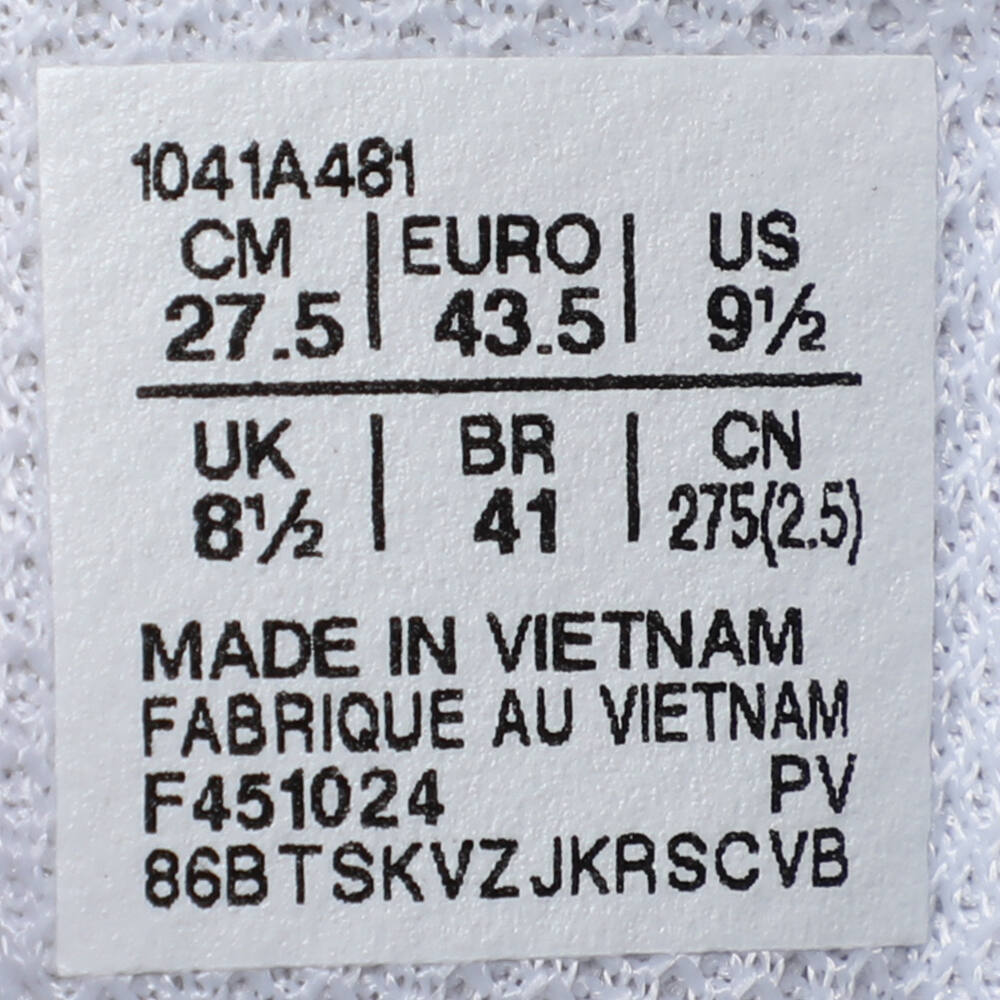 1041A481
CM | EURO | US
27.5 | 43.5 | 9½
UK | BR | CN
8½ | 41 | 275(2.5)
MADE IN VIETNAM
FABRIQUE AU VIETNAM
F451024 PV
86BTSKVZJKRSCVB